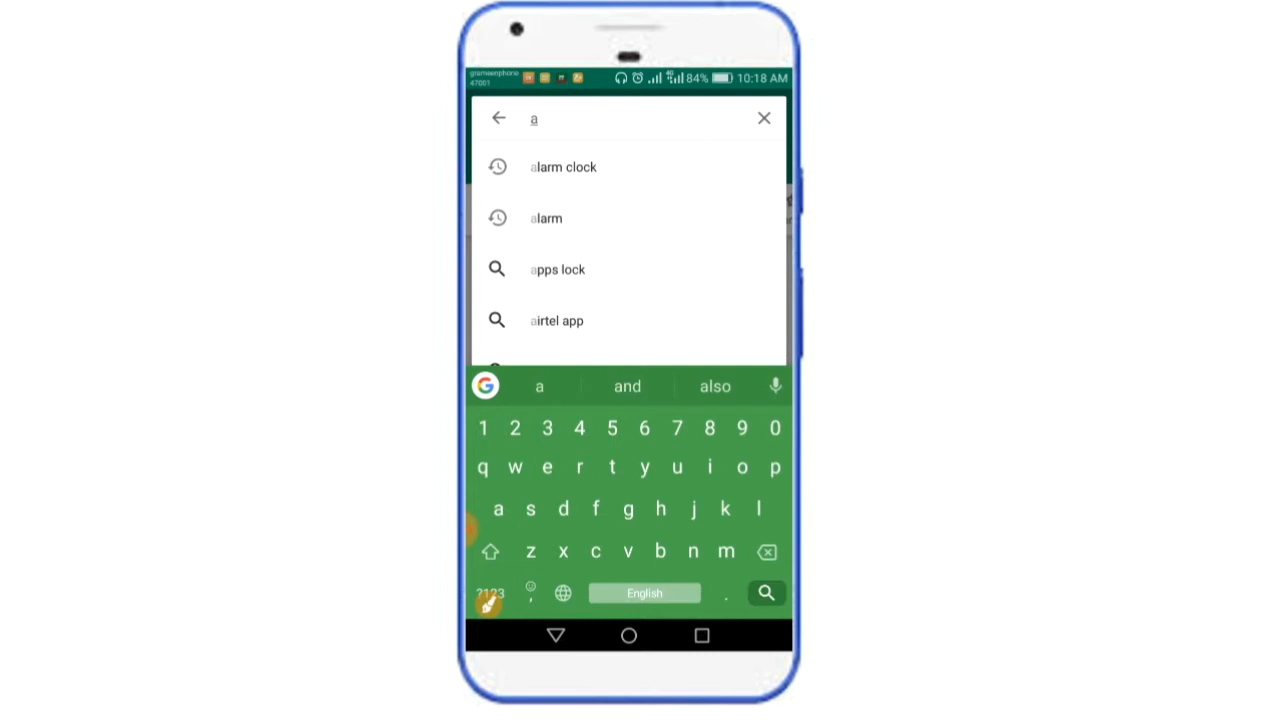 grameenphone
47001
84% 10:18 AM
a
alarm clock
alarm
apps lock
airtel app
a and also
1 2 3 4 5 6 7 8 9 0
q w e r t y u i o p
a s d f g h j k l
z x c v b n m
?123 , English .